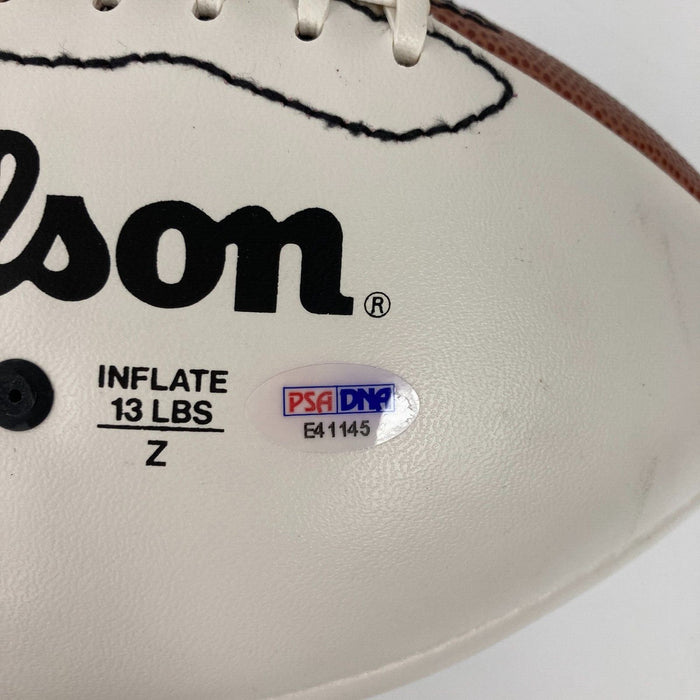 lson®
INFLATE
13 LBS
Z
PSA DNA
E41145